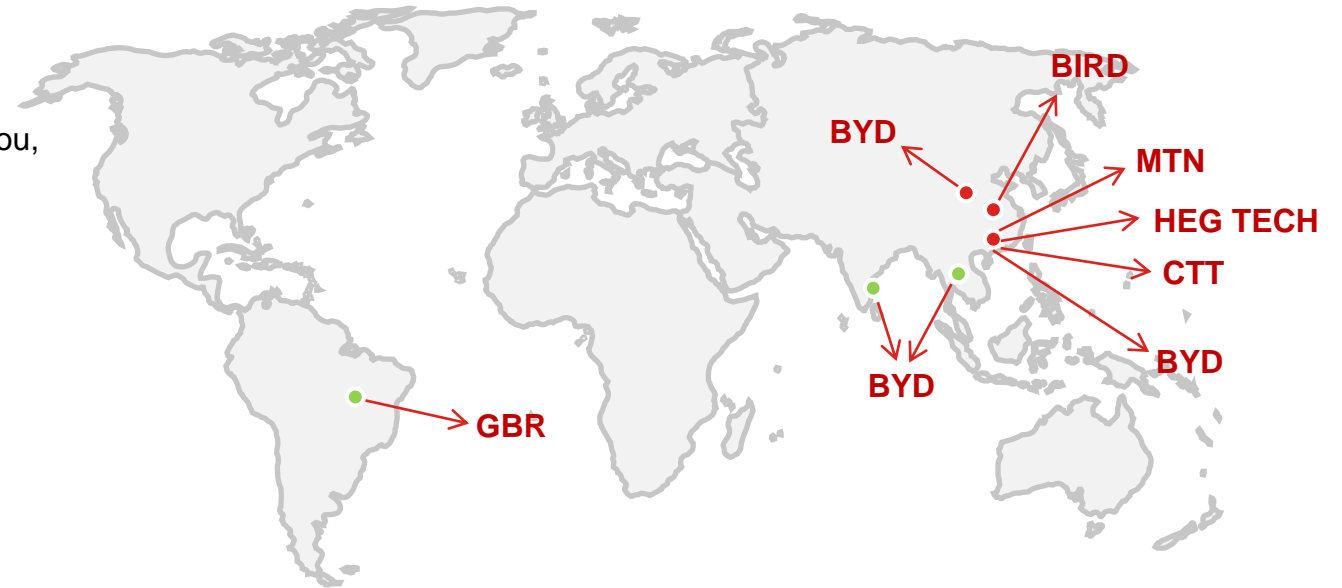 ou,
BIRD
BYD
MTN
HEG TECH
CTT
BYD
BYD
GBR